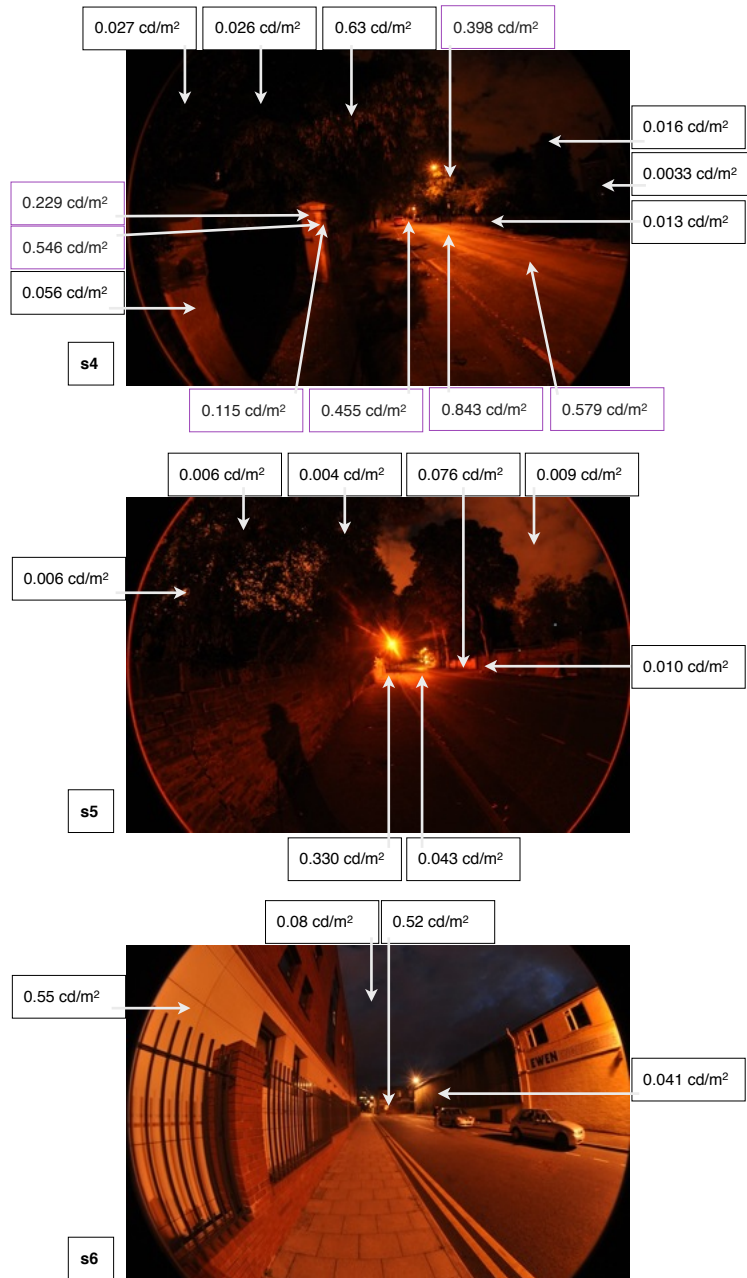 0.027 cd/m²
0.026 cd/m²
0.63 cd/m²
0.398 cd/m²
0.016 cd/m²
0.0033 cd/m²
0.013 cd/m²
0.229 cd/m²
0.546 cd/m²
0.056 cd/m²
s4
0.115 cd/m²
0.455 cd/m²
0.843 cd/m²
0.579 cd/m²
0.006 cd/m²
0.004 cd/m²
0.076 cd/m²
0.009 cd/m²
0.006 cd/m²
0.010 cd/m²
s5
0.330 cd/m²
0.043 cd/m²
0.08 cd/m²
0.52 cd/m²
0.55 cd/m²
EWEN
0.041 cd/m²
s6